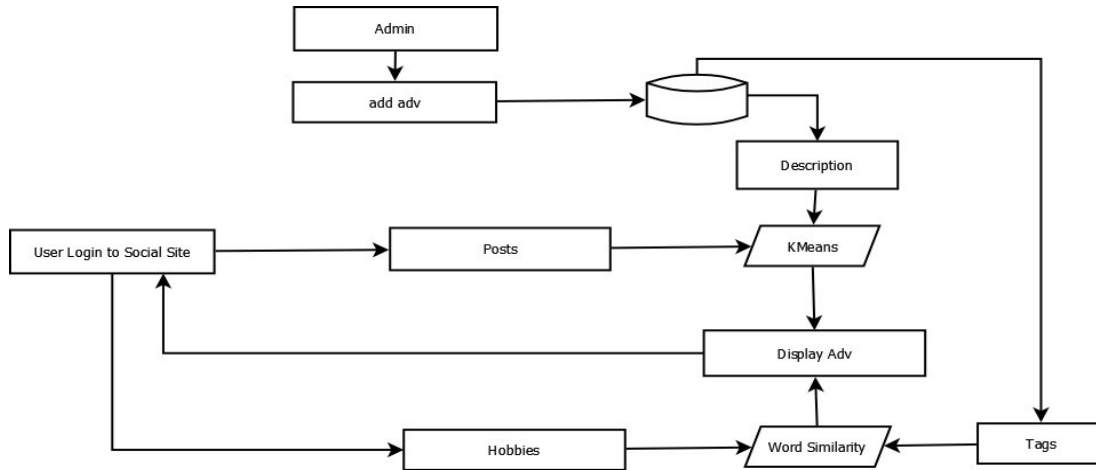 Admin
add adv
Description
User Login to Social Site
Posts
KMeans
Display Adv
Hobbies
Word Similarity
Tags